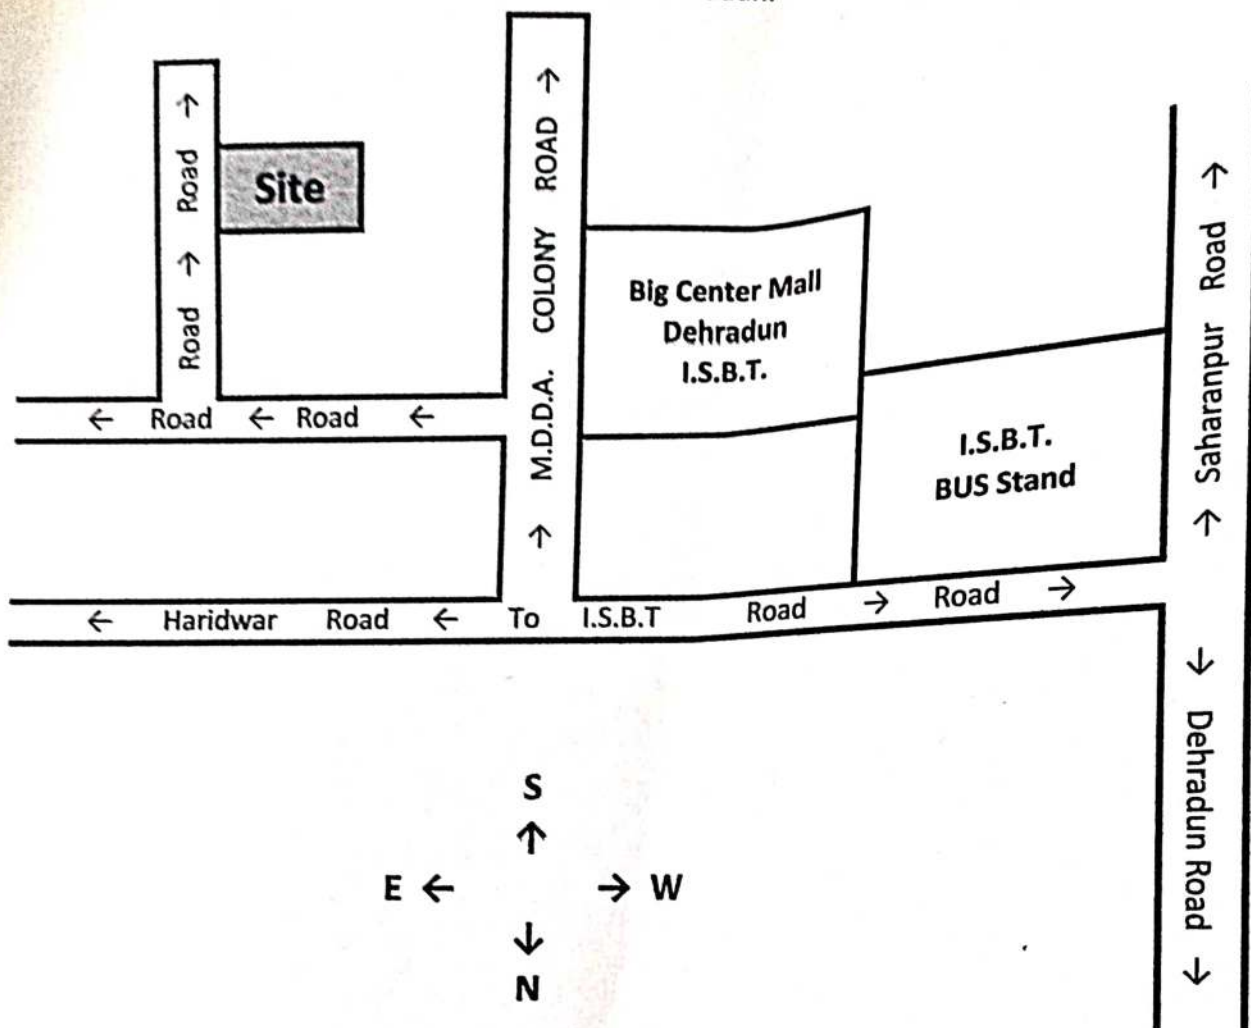 Road → Road →
Site
→ M.D.D.A. COLONY ROAD →
Big Center Mall
Dehradun
I.S.B.T.
I.S.B.T.
BUS Stand
→ Saharanpur Road →
← Road ← Road ←
← Haridwar Road ← To I.S.B.T Road → Road →
← Dehradun Road →
S
E ← → W
N